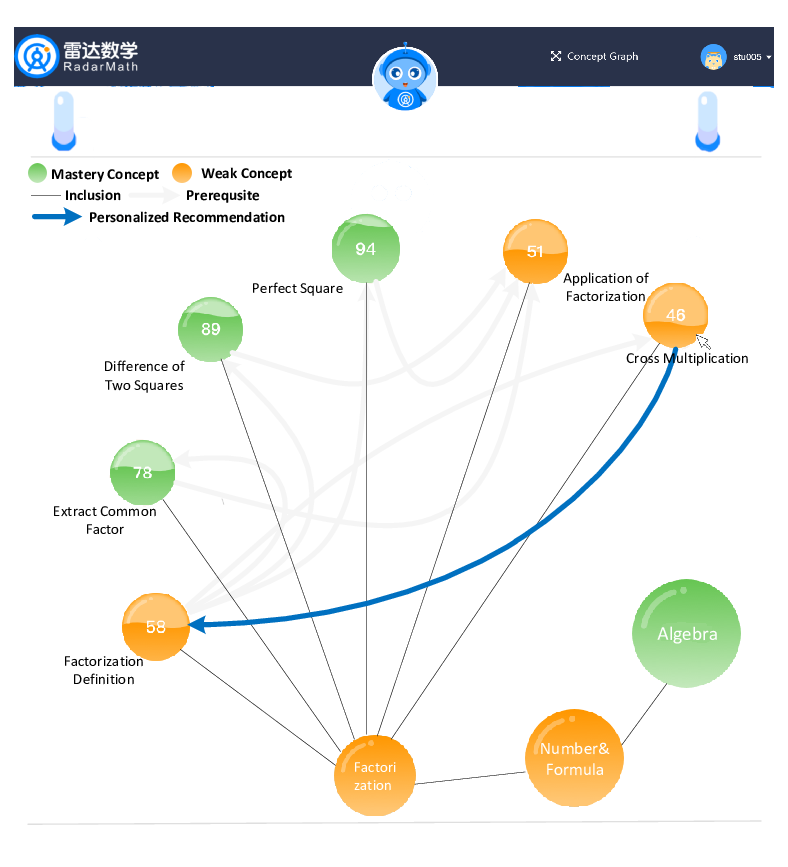 雷达数学
RadarMath
Concept Graph
stu005
Mastery Concept
Weak Concept
Inclusion
Prerequsite
Personalized Recommendation
94
51
Perfect Square
Application of
Factorization
46
89
Cross Multiplication
Difference of
Two Squares
78
Extract Common
Factor
58
Factorization
Definition
Algebra
Number&
Formula
Factori
zation